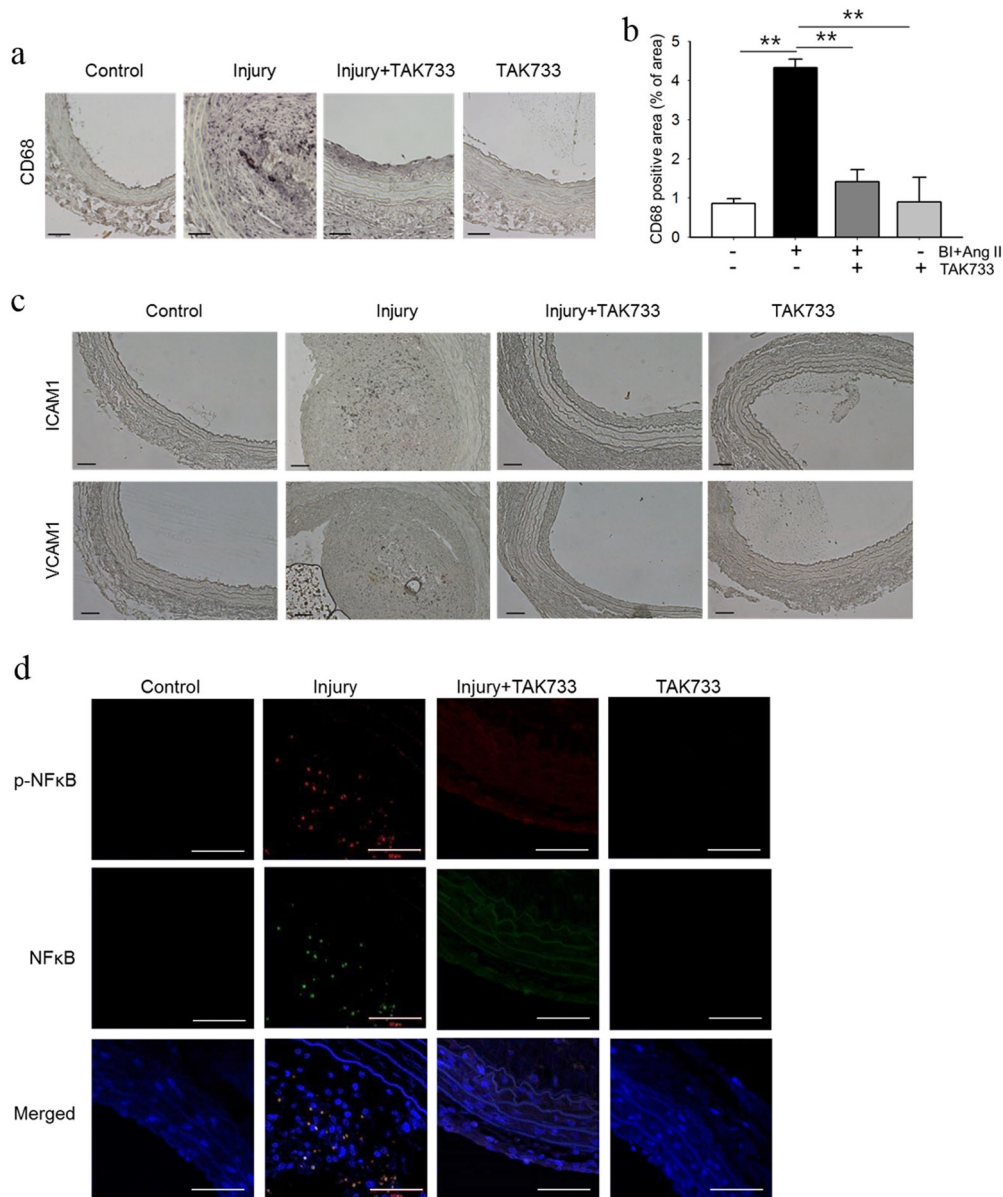 a
Control Injury Injury+TAK733 TAK733
CD68
b
** ** **
CD68 positive area (% of area)
5
4
3
2
1
0
- + + - BI+Ang II
- - + + TAK733
c
Control Injury Injury+TAK733 TAK733
ICAM1
VCAM1
d
Control Injury Injury+TAK733 TAK733
p-NFκB
NFκB
Merged